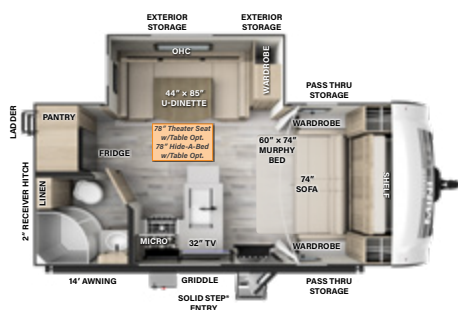 EXTERIOR
STORAGE
EXTERIOR
STORAGE
OHC
WARDROBE
44" x 85"
U-DINETTE
PASS THRU
STORAGE
LADDER
PANTRY
WARDROBE
78" Theater Seat
w/Table Opt.
78" Hide-A-Bed
w/Table Opt.
60" x 74"
MURPHY
BED
FRIDGE
74"
SOFA
SHELF
MINI
LINEN
2" RECEIVER HITCH
MICRO
32" TV
WARDROBE
14' AWNING
GRIDDLE
PASS THRU
STORAGE
SOLID STEP*
ENTRY